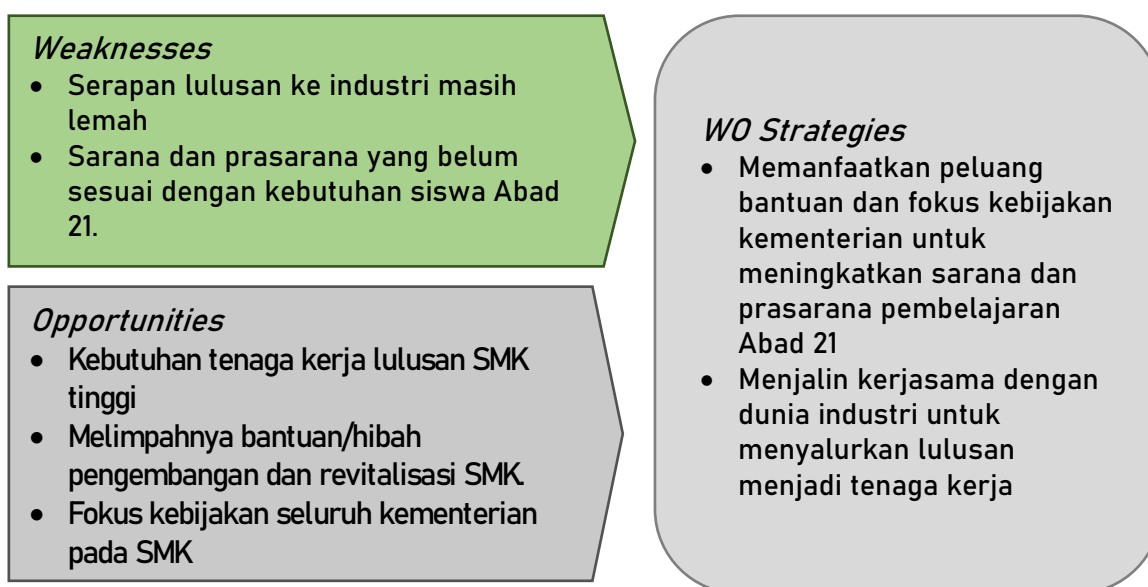 Weaknesses
• Serapan lulusan ke industri masih
lemah
• Sarana dan prasarana yang belum
sesuai dengan kebutuhan siswa Abad
21.
Opportunities
• Kebutuhan tenaga kerja lulusan SMK
tinggi
• Melimpahnya bantuan/hibah
pengembangan dan revitalisasi SMK.
• Fokus kebijakan seluruh kementerian
pada SMK
WO Strategies
• Memanfaatkan peluang
bantuan dan fokus kebijakan
kementerian untuk
meningkatkan sarana dan
prasarana pembelajaran
Abad 21
• Menjalin kerjasama dengan
dunia industri untuk
menyalurkan lulusan
menjadi tenaga kerja